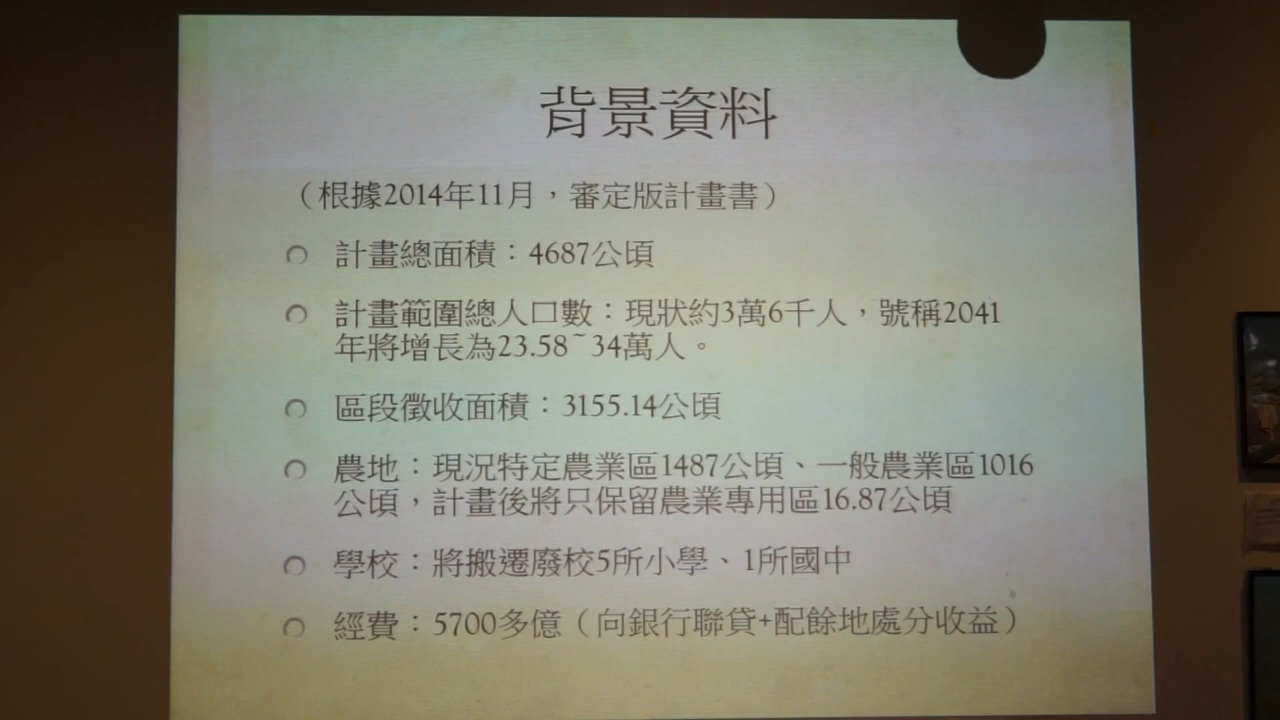 背景資料
（根據2014年11月，審定版計畫書）
計畫總面積：4687公頃
計畫範圍總人口數：現狀約3萬6千人，號稱2041
年將增長為23.58~34萬人。
區段徵收面積：3155.14公頃
農地：現況特定農業區1487公頃、一般農業區1016
公頃，計畫後將只保留農業專用區16.87公頃
學校：將搬遷廢校5所小學、1所國中
經費：5700多億（向銀行聯貸+配餘地處分收益）